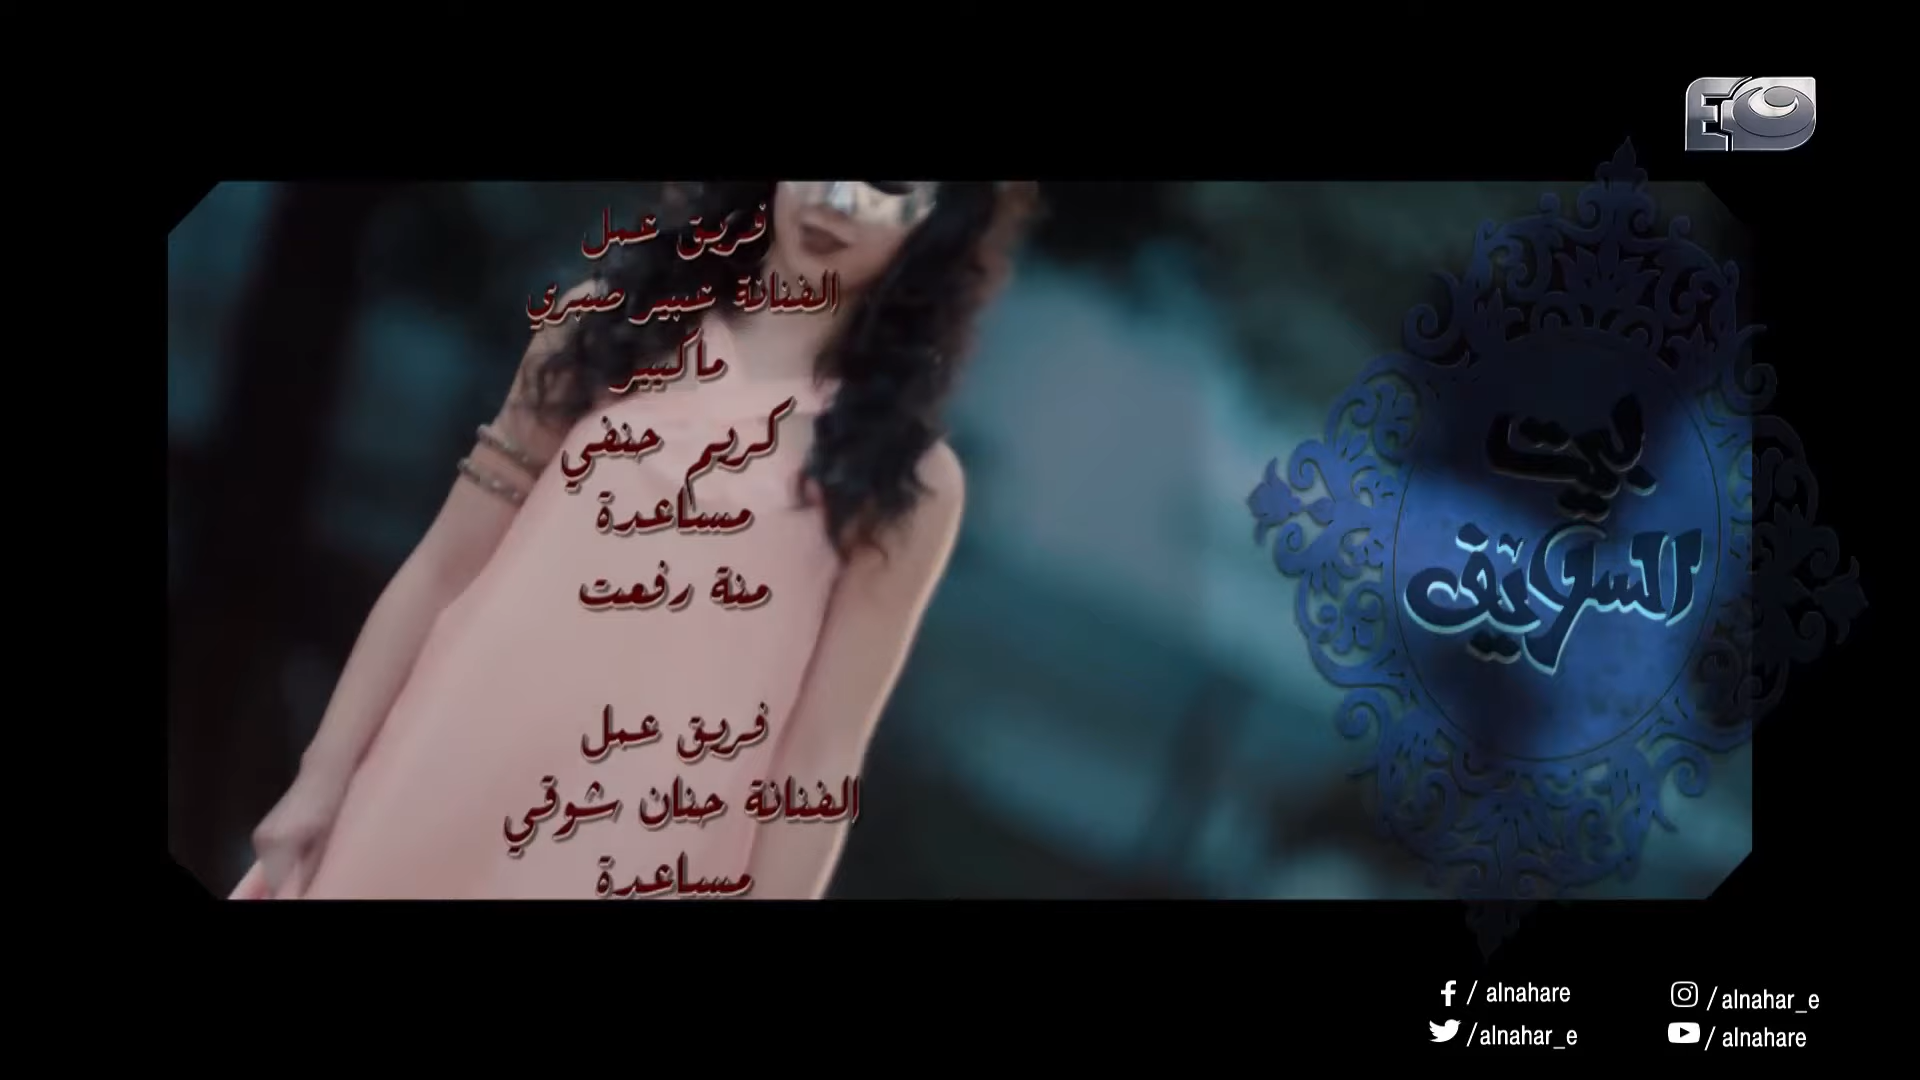 فريق عمل
الفنانة عبير صبري
ماكيير
كريم حنفي
مساعدة
منة رفعت
فريق عمل
الفنانة حنان شوقي
مساعدة
بيت
السلايف
/ alnahare
/alnahar_e
/alnahar_e
/ alnahare